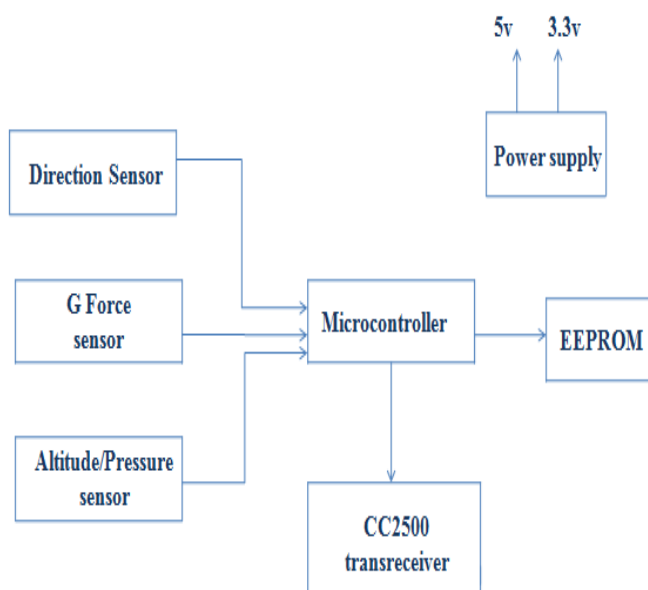 5v 3.3v
Power supply
Direction Sensor
G Force
sensor
Microcontroller
EEPROM
Altitude/Pressure
sensor
CC2500
transreceiver